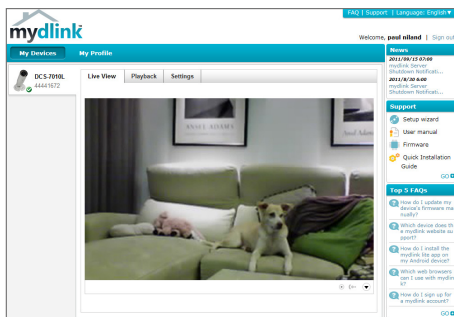 FAQ | Support | Language: English▼
mydlink
Welcome, paul niland | Sign out
My Devices
My Profile
DCS-7010L
44441672
Live View
Playback
Settings
ANSEL ADAMS
Ansel Adams
News
2011/09/15 07:00
mydlink Server
Shutdown Notificati...
2011/8/30 6:00
mydlink Server
Shutdown Notificati...
Support
Setup wizard
User manual
Firmware
Quick Installation
Guide
GO
Top 5 FAQs
How do I update my
device's firmware ma
nually?
Which device does th
e mydlink website su
pport?
How do I install the
mydlink lite app on
my Android device?
Which web browsers
can I use with mydlin
k?
How do I sign up for
a mydlink account?
GO